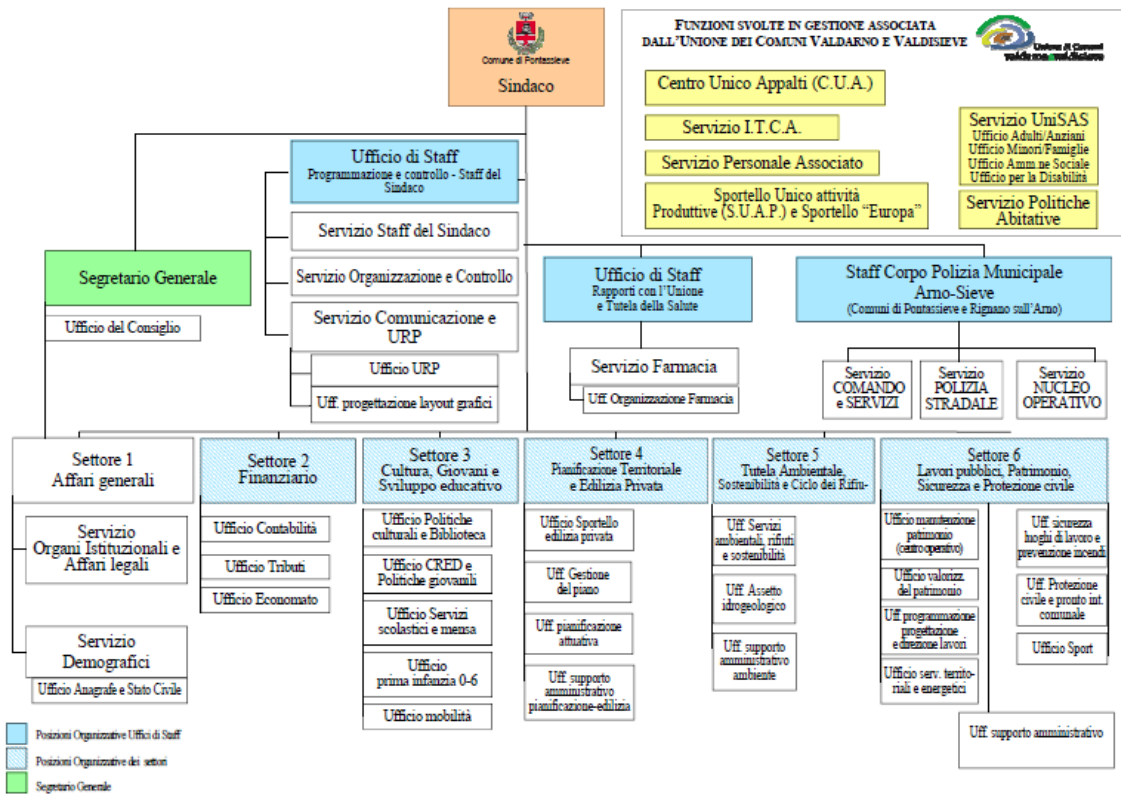 Comune di Pontassieve
Sindaco
FUNZIONI SVOLTE IN GESTIONE ASSOCIATA
DALL'UNIONE DEI COMUNI VALDARNO E VALDISIEVE
Unione di Comuni
valdarnoevaldisieve
Centro Unico Appalti (C.U.A.)
Servizio I.T.C.A.
Servizio Personale Associato
Sportello Unico attività
Produttive (S.U.A.P.) e Sportello “Europa”
Servizio UniSAS
Ufficio Adulti/Anziani
Ufficio Minori/Famiglie
Ufficio Amm.ne Sociale
Ufficio per la Disabilità
Servizio Politiche
Abitative
Ufficio di Staff
Programmazione e controllo - Staff del
Sindaco
Servizio Staff del Sindaco
Servizio Organizzazione e Controllo
Servizio Comunicazione e
URP
Ufficio URP
Uff. progettazione layout grafici
Segretario Generale
Ufficio del Consiglio
Ufficio di Staff
Rapporti con l’Unione
e Tutela della Salute
Servizio Farmacia
Uff. Organizzazione Farmacia
Staff Corpo Polizia Municipale
Arno-Sieve
(Comuni di Pontassieve e Rignano sull’Arno)
Servizio
COMANDO
e SERVIZI
Servizio
POLIZIA
STRADALE
Servizio
NUCLEO
OPERATIVO
Settore 1
Affari generali
Servizio
Organi Istituzionali e
Affari legali
Servizio
Demografici
Ufficio Anagrafe e Stato Civile
Settore 2
Finanziario
Ufficio Contabilità
Ufficio Tributi
Ufficio Economato
Settore 3
Cultura, Giovani e
Sviluppo educativo
Ufficio Politiche
culturali e Biblioteca
Ufficio CRED e
Politiche giovanili
Ufficio Servizi
scolastici e mensa
Ufficio
prima infanzia 0-6
Ufficio mobilità
Settore 4
Pianificazione Territoriale
e Edilizia Privata
Ufficio Sportello
edilizia privata
Uff. Gestione
del piano
Uff. pianificazione
attuativa
Uff. supporto
amministrativo
pianificazione-edilizia
Settore 5
Tutela Ambientale,
Sostenibilità e Ciclo dei Rifiu-
Uff. Servizi
ambientali, rifiuti
e sostenibilità
Uff. Assetto
idrogeologico
Uff. supporto
amministrativo
ambiente
Settore 6
Lavori pubblici, Patrimonio,
Sicurezza e Protezione civile
Ufficio manutenzione
patrimonio
(centro operativo)
Ufficio valorizz.
del patrimonio
Uff programmazione
progettazione
e direzione lavori
Ufficio serv. territo-
riali e energetici
Uff. sicurezza
luoghi di lavoro e
prevenzione incendi
Uff. Protezione
civile e pronto int.
comunale
Ufficio Sport
Uff. supporto amministrativo
Posizioni Organizzative Uffici di Staff
Posizioni Organizzative dei settori
Segretario Generale